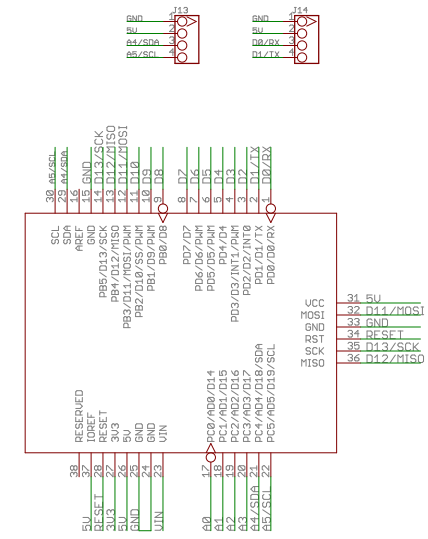 J13
GND 1
5V 2
A4/SDA 3
A5/SCL 4
J14
GND 1
5V 2
D0/RX 3
D1/TX 4
A5/SCL
A4/SDA
GND
D13/SCK
D12/MISO
D11/MOSI
D10
D9
D8
D7
D6
D5
D4
D3
D2
D1/TX
D0/RX
30
29
16
15
14
13
12
11
10
9
8
7
6
5
4
3
2
1
SCL
SDA
AREF
GND
PB5/D13/SCK
PB4/D12/MISO
PB3/D11/MOSI/PWM
PB2/D10/SS/PWM
PB1/D9/PWM
PB0/D8
PD7/D7
PD6/D6/PWM
PD5/D5/PWM
PD4/D4
PD3/D3/INT1/PWM
PD2/D2/INT0
PD1/D1/TX
PD0/D0/RX
VCC 31 5V
MOSI 32 D11/MOSI
GND 33 GND
RST 34 RESET
SCK 35 D13/SCK
MISO 36 D12/MISO
RESERVED
IOREF
RESET
3V3
5V
GND
GND
VIN
PC0/AD0/D14
PC1/AD1/D15
PC2/AD2/D16
PC3/AD3/D17
PC4/AD4/D18/SDA
PC5/AD5/D19/SCL
38
37
28
27
26
25
24
23
17
18
19
20
21
22
5V
RESET
3V3
5V
GND
VIN
A0
A1
A2
A3
A4/SDA
A5/SCL